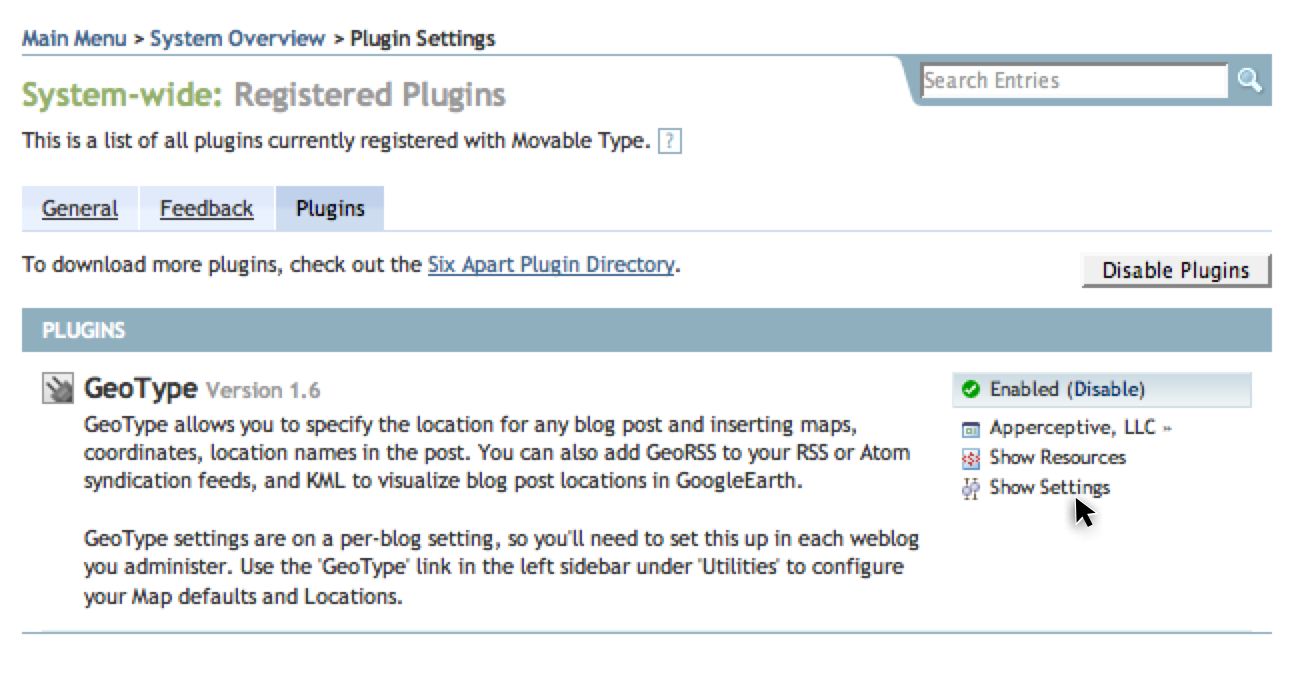 Main Menu > System Overview > Plugin Settings
Search Entries
System-wide: Registered Plugins
This is a list of all plugins currently registered with Movable Type. ?
General Feedback Plugins
To download more plugins, check out the Six Apart Plugin Directory.
Disable Plugins
PLUGINS
GeoType Version 1.6
GeoType allows you to specify the location for any blog post and inserting maps,
coordinates, location names in the post. You can also add GeoRSS to your RSS or Atom
syndication feeds, and KML to visualize blog post locations in GoogleEarth.
GeoType settings are on a per-blog setting, so you'll need to set this up in each weblog
you administer. Use the 'GeoType' link in the left sidebar under 'Utilities' to configure
your Map defaults and Locations.
Enabled (Disable)
Apperceptive, LLC »
Show Resources
Show Settings